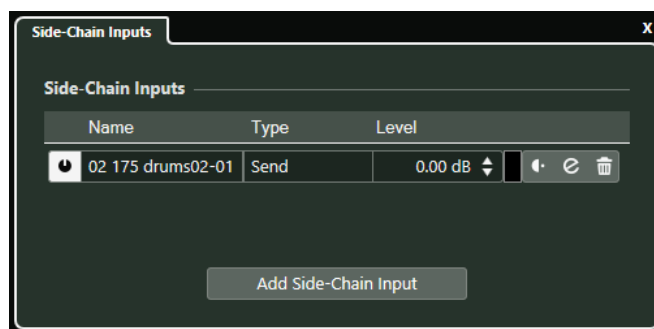 Side-Chain Inputs
X
Side-Chain Inputs
Name Type Level
02 175 drums02-01 Send 0.00 dB
Add Side-Chain Input